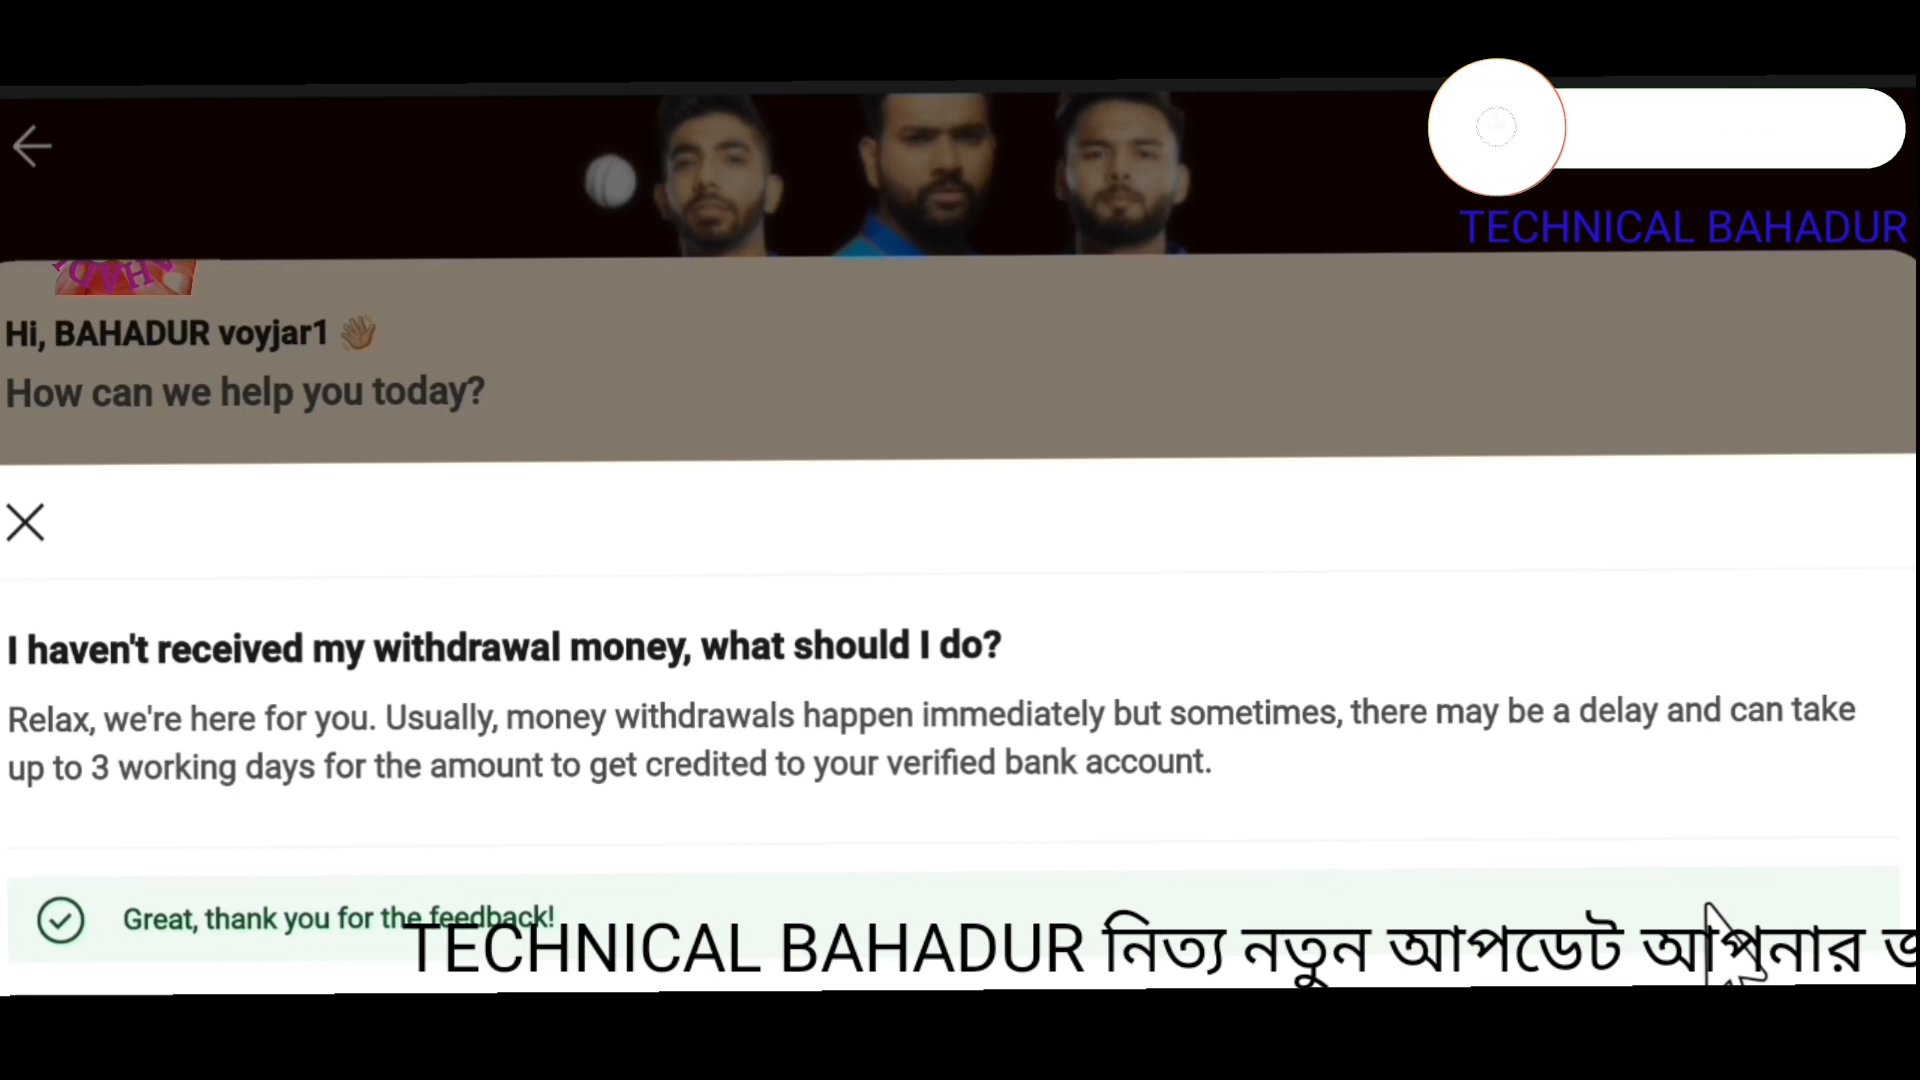 TECHNICAL BAHADUR
Hi, BAHADUR voyjar1 👋
How can we help you today?
I haven't received my withdrawal money, what should I do?
Relax, we're here for you. Usually, money withdrawals happen immediately but sometimes, there may be a delay and can take
up to 3 working days for the amount to get credited to your verified bank account.
Great, thank you for the feedback!
TECHNICAL BAHADUR নিত্য নতুন আপডেট আপনার